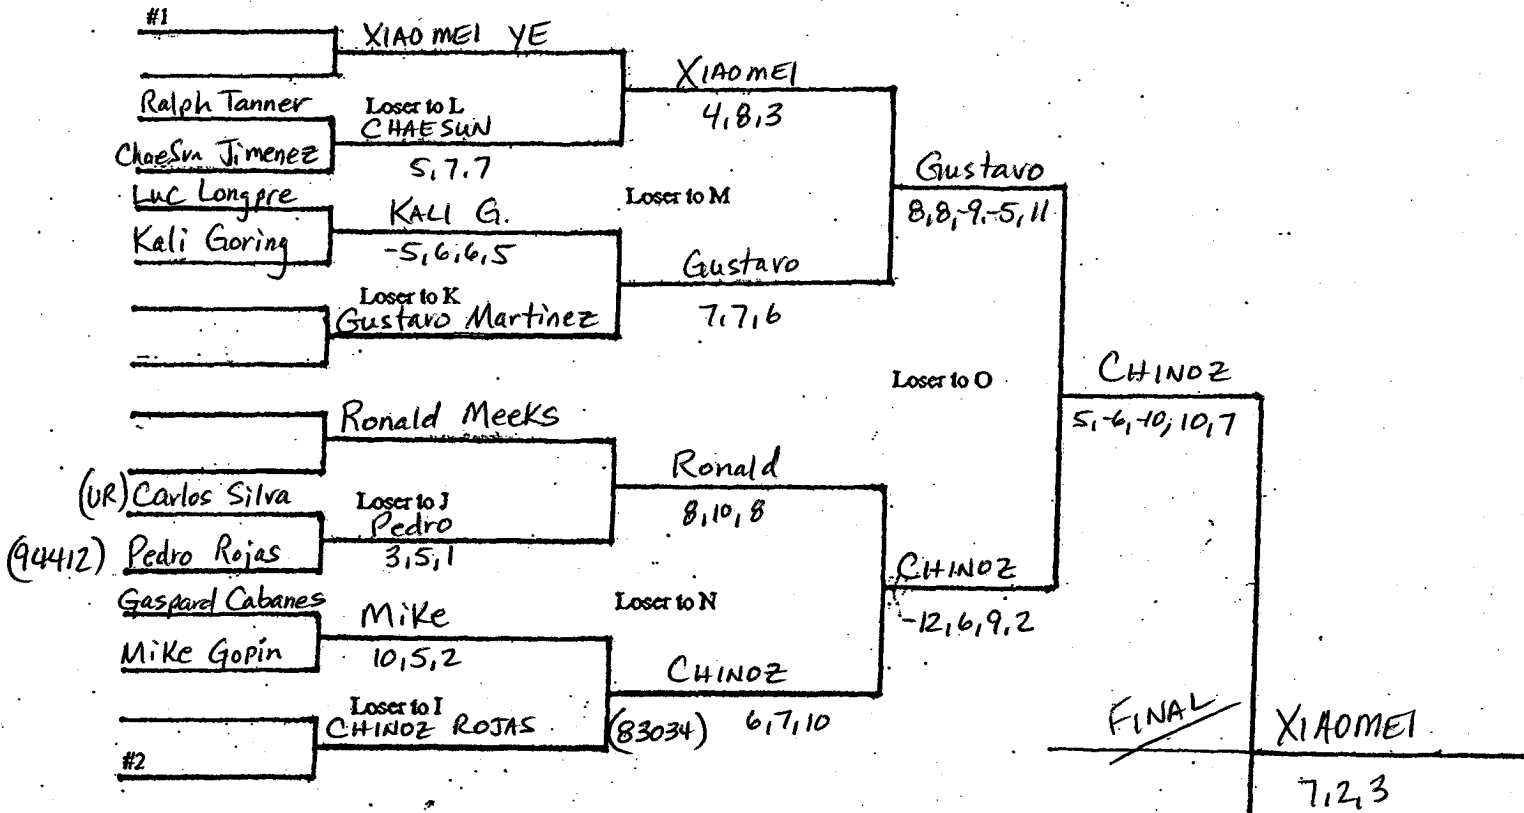 #1
XIAOMEI YE
XIAOMEI
Ralph Tanner
Loser to L
CHAESUN
4,8,3
ChaeSun Jimenez
5,7,7
Gustavo
Luc Longpre
Loser to M
8,8,-9,-5,11
KALI G.
Kali Goring
-5,6,6,5
Gustavo
Loser to K
Gustavo Martinez
7,7,6
Loser to O
CHINOZ
5,-6,-10,10,7
Ronald Meeks
Ronald
(UR) Carlos Silva
Loser to J
Pedro
8,10,8
(94412) Pedro Rojas
3,5,1
CHINOZ
Gaspard Cabanes
Mike
Loser to N
-12,6,9,2
Mike Gopin
10,5,2
CHINOZ
Loser to I
CHINOZ ROJAS
(83034)
6,7,10
FINAL
XIAOMEI
#2
7,2,3